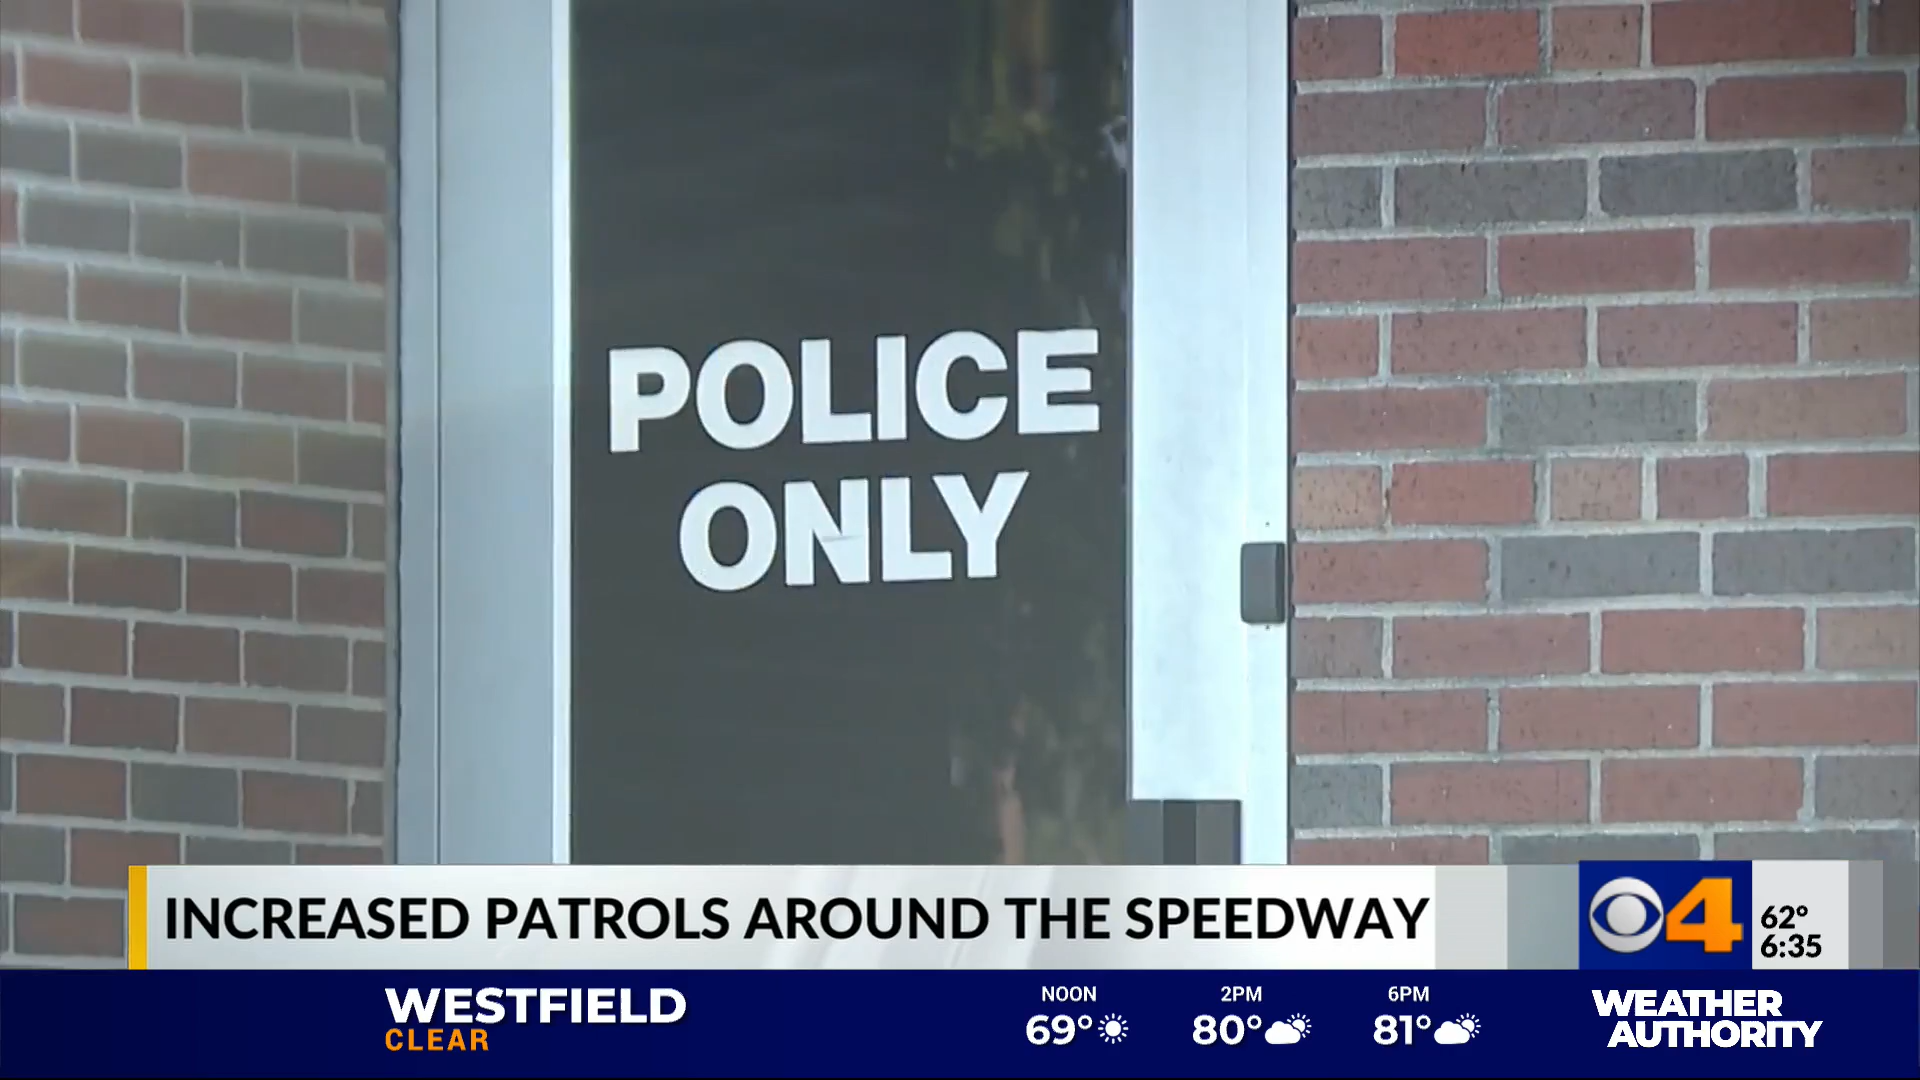 POLICE
ONLY
INCREASED PATROLS AROUND THE SPEEDWAY
4
62°
6:35
WESTFIELD
CLEAR
NOON
69°
2PM
80°
6PM
81°
WEATHER
AUTHORITY